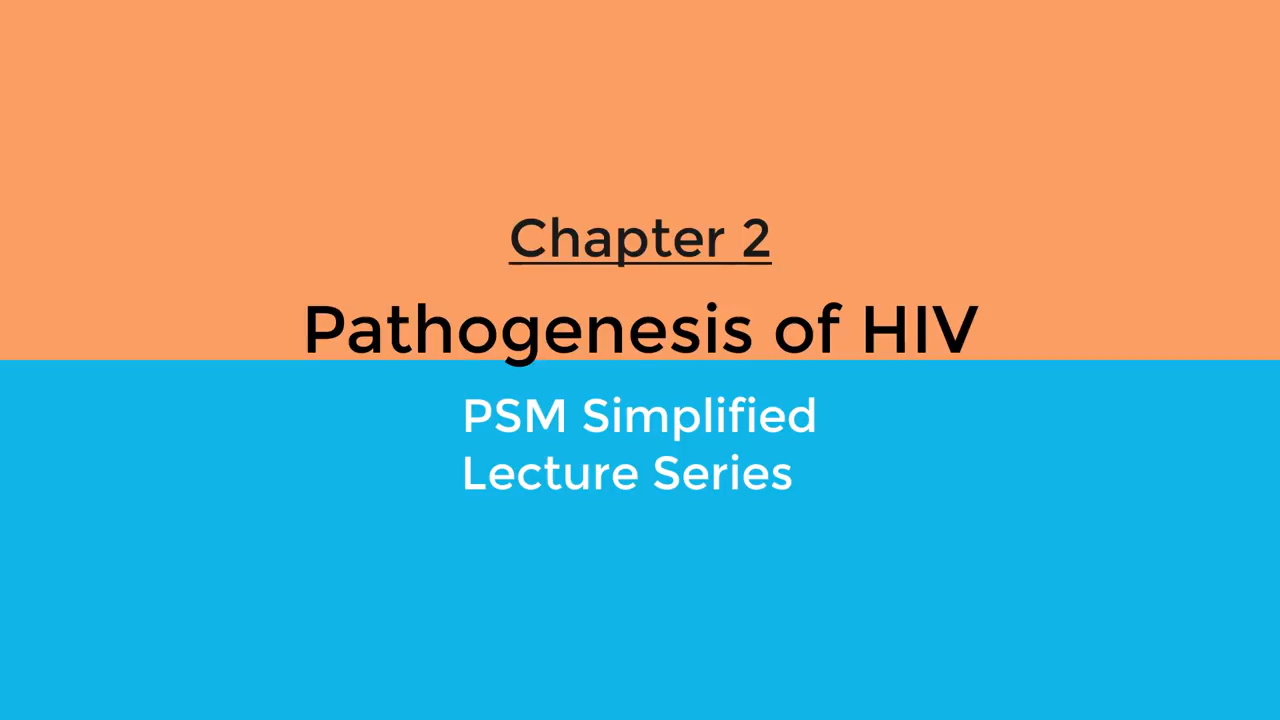 Chapter 2
Pathogenesis of HIV
PSM Simplified
Lecture Series